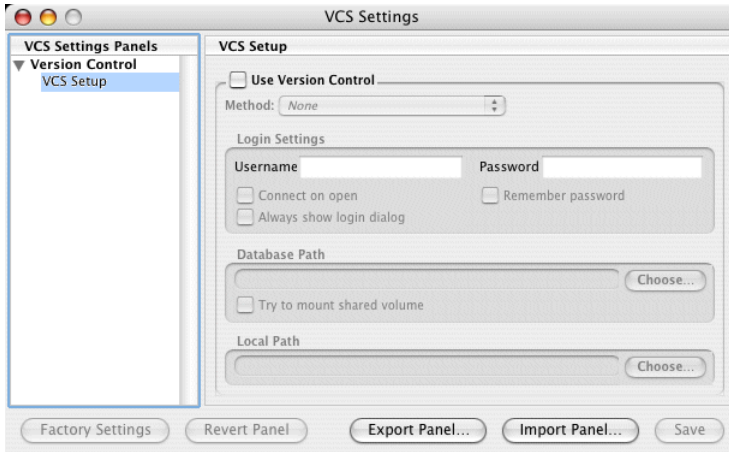 VCS Settings
VCS Settings Panels
Version Control
VCS Setup
VCS Setup
Use Version Control
Method: None
Login Settings
Username Password
Connect on open Remember password
Always show login dialog
Database Path
Choose...
Try to mount shared volume
Local Path
Choose...
Factory Settings Revert Panel Export Panel... Import Panel... Save